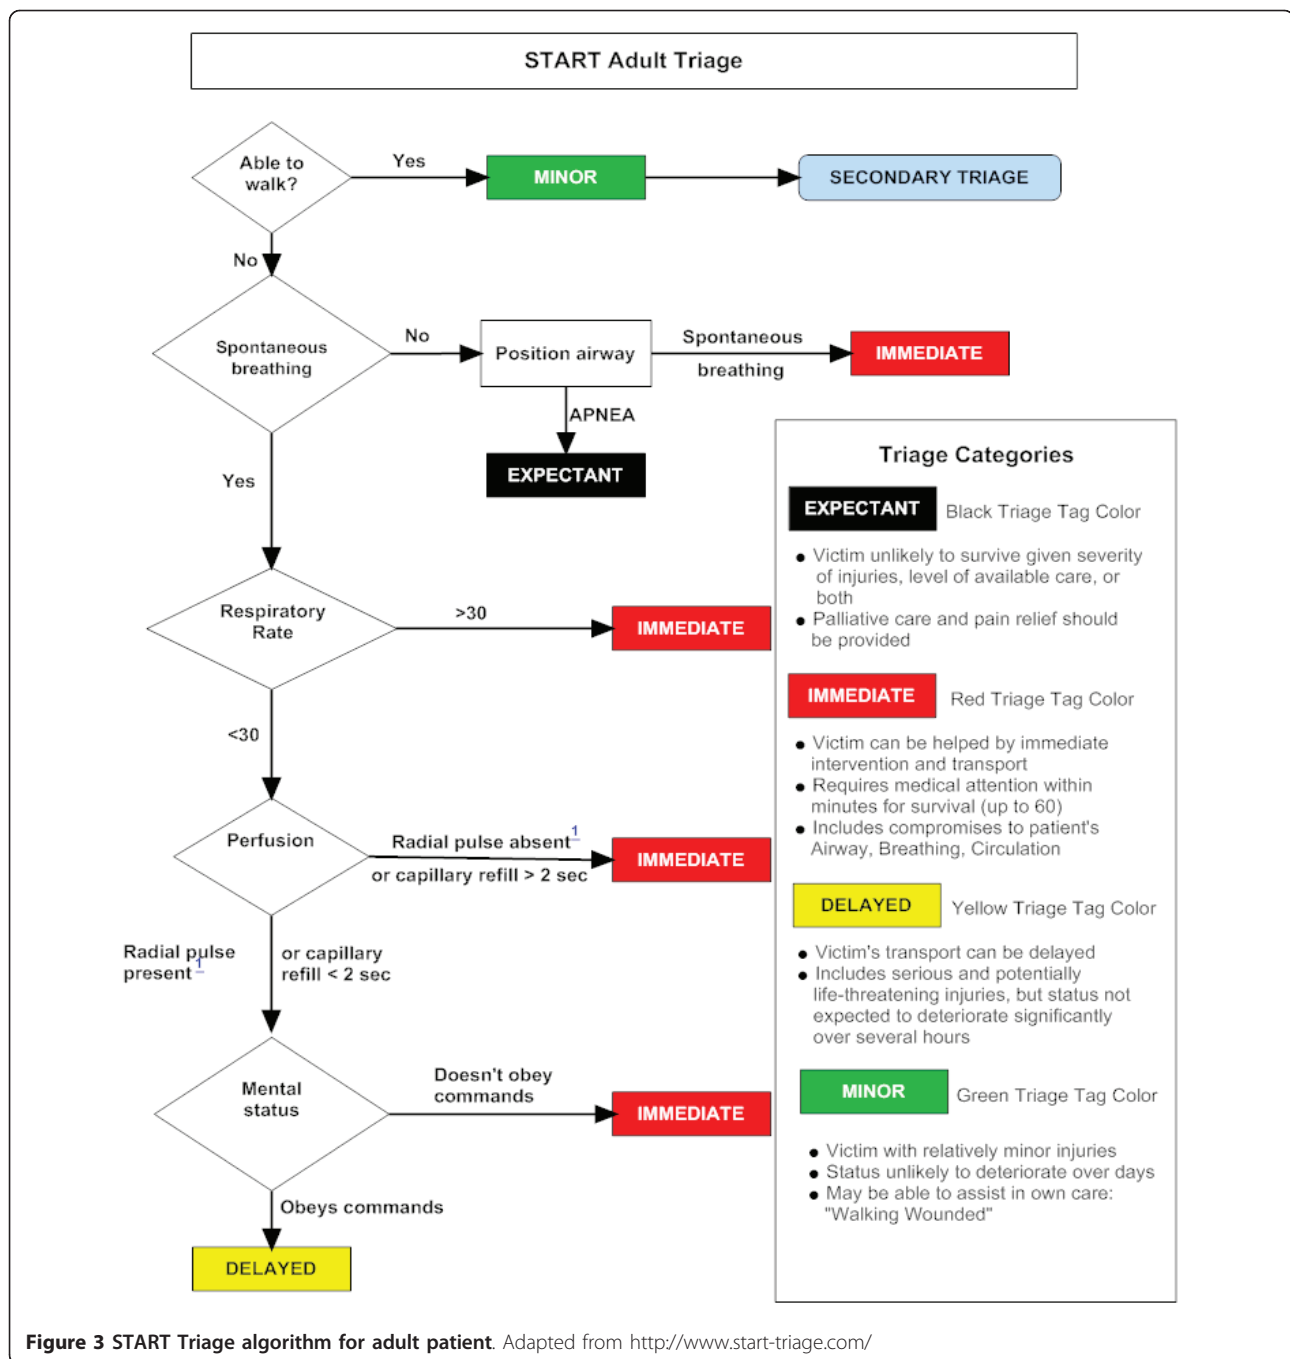 START Adult Triage
Able to
walk?
Yes
MINOR
SECONDARY TRIAGE
No
Spontaneous
breathing
No
Position airway
Spontaneous
breathing
IMMEDIATE
APNEA
EXPECTANT
Yes
Respiratory
Rate
>30
IMMEDIATE
<30
Perfusion
Radial pulse absent 1
or capillary refill > 2 sec
IMMEDIATE
Radial pulse
present 1
or capillary
refill < 2 sec
Mental
status
Doesn't obey
commands
IMMEDIATE
Obeys commands
DELAYED
Triage Categories
EXPECTANT Black Triage Tag Color
• Victim unlikely to survive given severity
of injuries, level of available care, or
both
• Palliative care and pain relief should
be provided
IMMEDIATE Red Triage Tag Color
• Victim can be helped by immediate
intervention and transport
• Requires medical attention within
minutes for survival (up to 60)
• Includes compromises to patient's
Airway, Breathing, Circulation
DELAYED Yellow Triage Tag Color
• Victim's transport can be delayed
• Includes serious and potentially
life-threatening injuries, but status not
expected to deteriorate significantly
over several hours
MINOR Green Triage Tag Color
• Victim with relatively minor injuries
• Status unlikely to deteriorate over days
• May be able to assist in own care:
"Walking Wounded"
Figure 3 START Triage algorithm for adult patient. Adapted from http://www.start-triage.com/